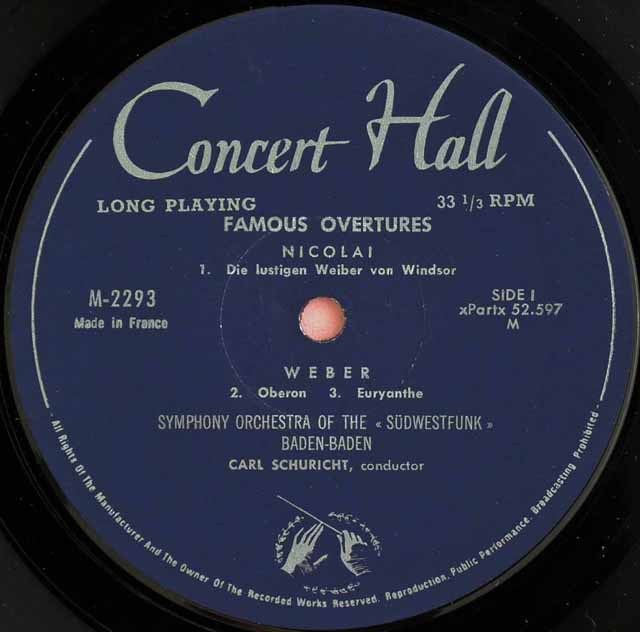 Concert Hall
LONG PLAYING
33 1/3 RPM
FAMOUS OVERTURES
NICOLAI
1. Die lustigen Weiber von Windsor
M-2293
Made in France
SIDE I
xPartx 52.597
M
WEBER
2. Oberon 3. Euryanthe
SYMPHONY ORCHESTRA OF THE « SÜDWESTFUNK »
BADEN-BADEN
CARL SCHURICHT, conductor
- All Rights Of The Manufacturer And The Owner Of The Recorded Works Reserved. Reproduction, Public Performance, Broadcasting Prohibited -